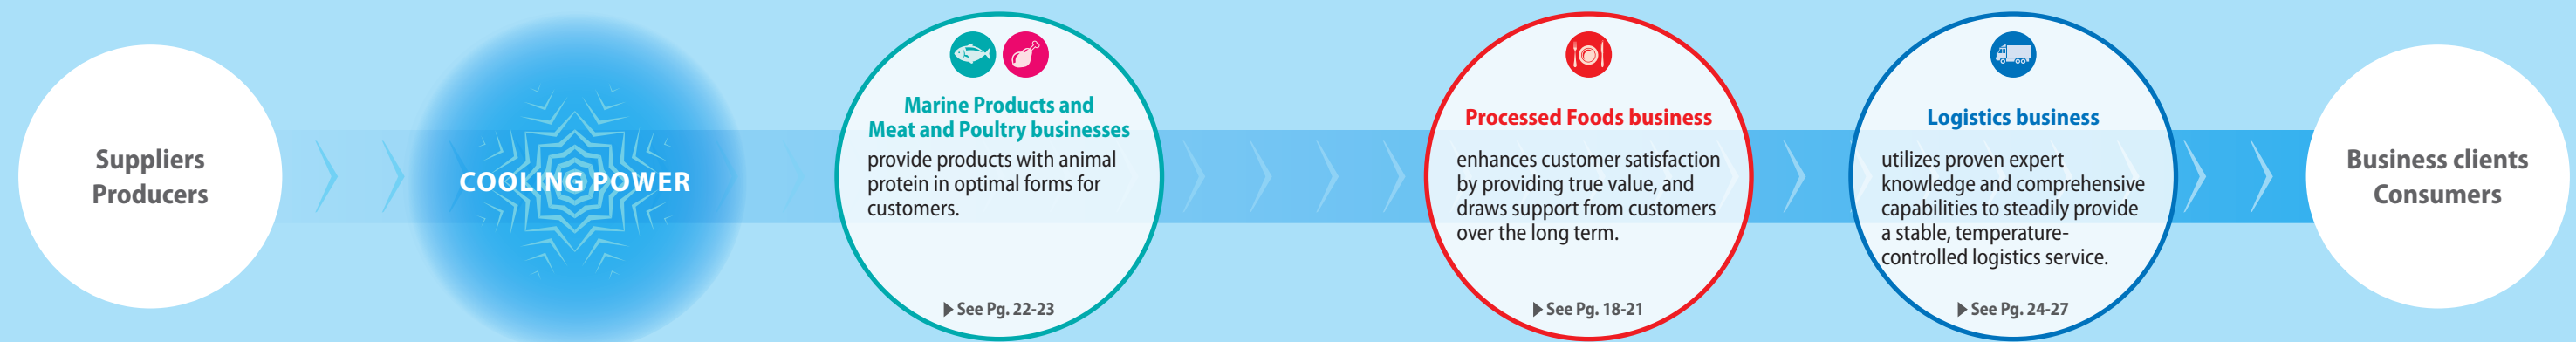 Suppliers
Producers
COOLING POWER
Marine Products and
Meat and Poultry businesses
provide products with animal
protein in optimal forms for
customers.
▶ See Pg. 22-23
Processed Foods business
enhances customer satisfaction
by providing true value, and
draws support from customers
over the long term.
▶ See Pg. 18-21
Logistics business
utilizes proven expert
knowledge and comprehensive
capabilities to steadily provide
a stable, temperature-
controlled logistics service.
▶ See Pg. 24-27
Business clients
Consumers